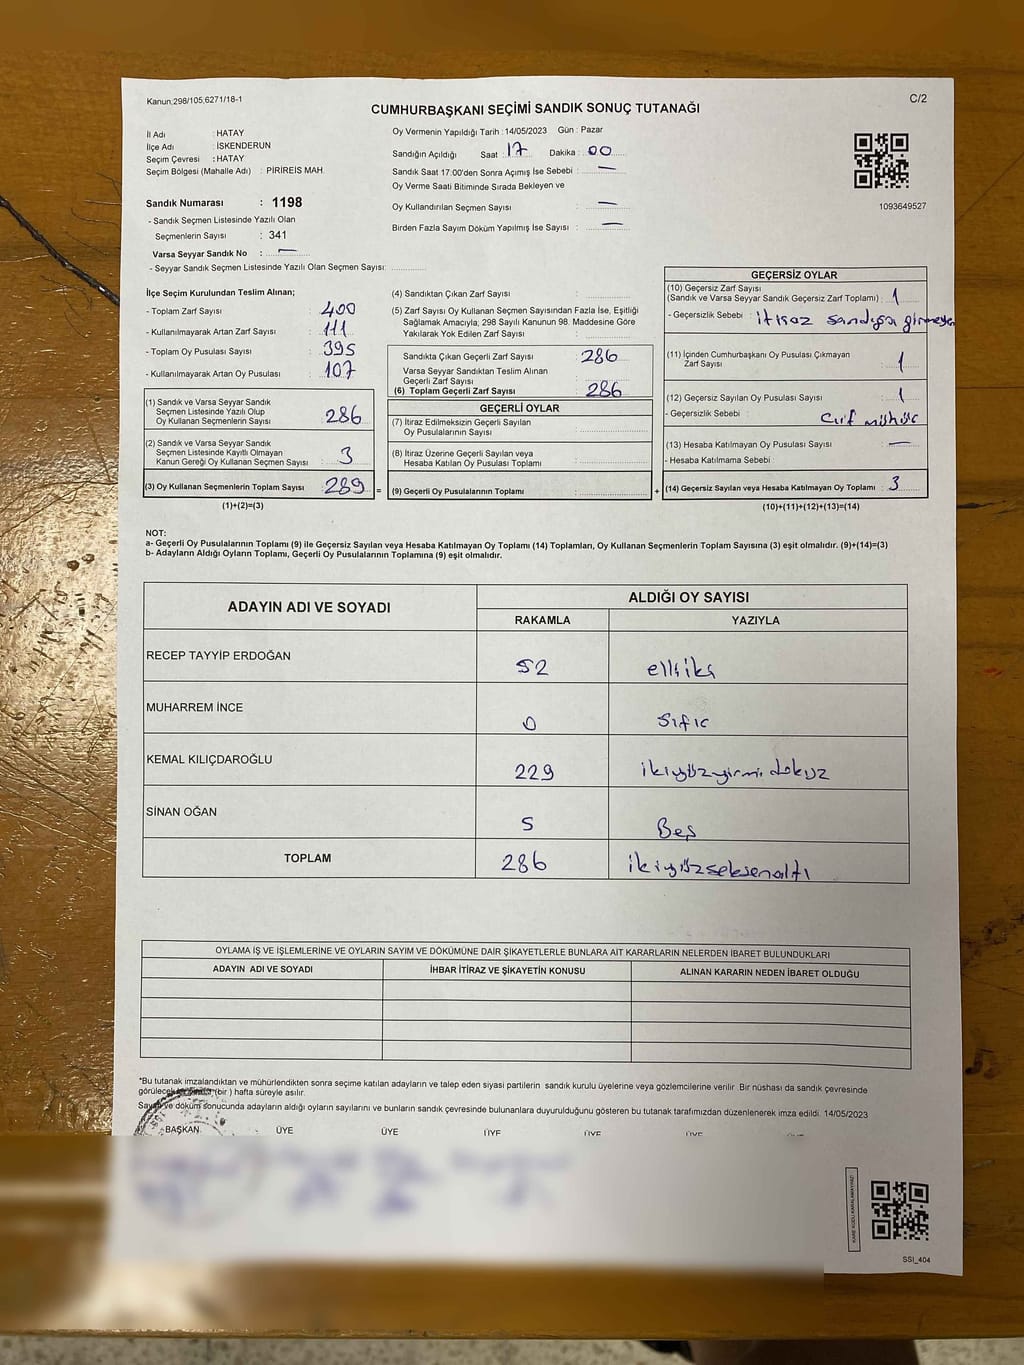 Kanun,298/105,6271/18-1
C/2
CUMHURBAŞKANI SEÇİMİ SANDIK SONUÇ TUTANAĞI
İl Adı : HATAY
İlçe Adı : İSKENDERUN
Seçim Çevresi : HATAY
Seçim Bölgesi (Mahalle Adı) : PİRİREİS MAH.
Sandık Numarası : 1198
- Sandık Seçmen Listesinde Yazılı Olan
Seçmenlerin Sayısı : 341
Varsa Seyyar Sandık No : —
- Seyyar Sandık Seçmen Listesinde Yazılı Olan Seçmen Sayısı:
Oy Vermenin Yapıldığı Tarih : 14/05/2023 Gün : Pazar
Sandığın Açıldığı Saat : 17 Dakika : 00
Sandık Saat 17:00'den Sonra Açımış İse Sebebi : —
Oy Verme Saati Bitiminde Sırada Bekleyen ve
Oy Kullandırılan Seçmen Sayısı : —
Birden Fazla Sayım Döküm Yapılmış İse Sayısı : —
1093649527
İlçe Seçim Kurulundan Teslim Alınan;
- Toplam Zarf Sayısı : 400
- Kullanılmayarak Artan Zarf Sayısı : 111
- Toplam Oy Pusulası Sayısı : 395
- Kullanılmayarak Artan Oy Pusulası : 107
(1) Sandık ve Varsa Seyyar Sandık
Seçmen Listesinde Yazılı Olup
Oy Kullanan Seçmenlerin Sayısı : 286
(2) Sandık ve Varsa Seyyar Sandık
Seçmen Listesinde Kayıtlı Olmayan
Kanun Gereği Oy Kullanan Seçmen Sayısı : 3
(3) Oy Kullanan Seçmenlerin Toplam Sayısı : 289 =
(1)+(2)=(3)
(4) Sandıktan Çıkan Zarf Sayısı :
(5) Zarf Sayısı Oy Kullanan Seçmen Sayısından Fazla İse, Eşitliği
Sağlamak Amacıyla; 298 Sayılı Kanunun 98. Maddesine Göre
Yakılarak Yok Edilen Zarf Sayısı :
Sandıkta Çıkan Geçerli Zarf Sayısı : 286
Varsa Seyyar Sandıktan Teslim Alınan
Geçerli Zarf Sayısı :
(6) Toplam Geçerli Zarf Sayısı : 286
GEÇERLİ OYLAR
(7) İtiraz Edilmeksizin Geçerli Sayılan
Oy Pusulalarının Sayısı :
(8) İtiraz Üzerine Geçerli Sayılan veya
Hesaba Katılan Oy Pusulası Toplamı :
(9) Geçerli Oy Pusulalarının Toplamı : +
GEÇERSİZ OYLAR
(10) Geçersiz Zarf Sayısı
(Sandık ve Varsa Seyyar Sandık Geçersiz Zarf Toplamı) : 1
- Geçersizlik Sebebi : itiraz sandığa girmeyen
(11) İçinden Cumhurbaşkanı Oy Pusulası Çıkmayan
Zarf Sayısı : 1
(12) Geçersiz Sayılan Oy Pusulası Sayısı : 1
- Geçersizlik Sebebi : Çift mühür
(13) Hesaba Katılmayan Oy Pusulası Sayısı : —
- Hesaba Katılmama Sebebi :
(14) Geçersiz Sayılan veya Hesaba Katılmayan Oy Toplamı : 3
(10)+(11)+(12)+(13)=(14)
NOT:
a- Geçerli Oy Pusulalarının Toplamı (9) ile Geçersiz Sayılan veya Hesaba Katılmayan Oy Toplamı (14) Toplamları, Oy Kullanan Seçmenlerin Toplam Sayısına (3) eşit olmalıdır. (9)+(14)=(3)
b- Adayların Aldığı Oyların Toplamı, Geçerli Oy Pusulalarının Toplamına (9) eşit olmalıdır.
ADAYIN ADI VE SOYADI
ALDIĞI OY SAYISI
RAKAMLA YAZIYLA
RECEP TAYYİP ERDOĞAN 52 elliiki
MUHARREM İNCE 0 Sıfır
KEMAL KILIÇDAROĞLU 229 ikiyüzyirmi dokuz
SİNAN OĞAN 5 Beş
TOPLAM 286 ikiyüzseksenaltı
OYLAMA İŞ VE İŞLEMLERİNE VE OYLARIN SAYIM VE DÖKÜMÜNE DAİR ŞİKAYETLERLE BUNLARA AİT KARARLARIN NELERDEN İBARET BULUNDUKLARI
ADAYIN ADI VE SOYADI İHBAR İTİRAZ VE ŞİKAYETİN KONUSU ALINAN KARARIN NEDEN İBARET OLDUĞU
*Bu tutanak imzalandıktan ve mühürlendikten sonra seçime katılan adayların ve talep eden siyasi partilerin sandık kurulu üyelerine veya gözlemcilerine verilir. Bir nüshası da sandık çevresinde
görülecek (bir ) hafta süreyle asılır.
Sayım ve döküm sonucunda adayların aldığı oyların sayılarını ve bunların sandık çevresinde bulunanlara duyurulduğunu gösteren bu tutanak tarafımızdan düzenlenerek imza edildi. 14/05/2023
BAŞKAN ÜYE ÜYE ÜYE ÜYE ÜYE ÜYE
KARE KODU KARALAMAYINIZ!
SSI_404